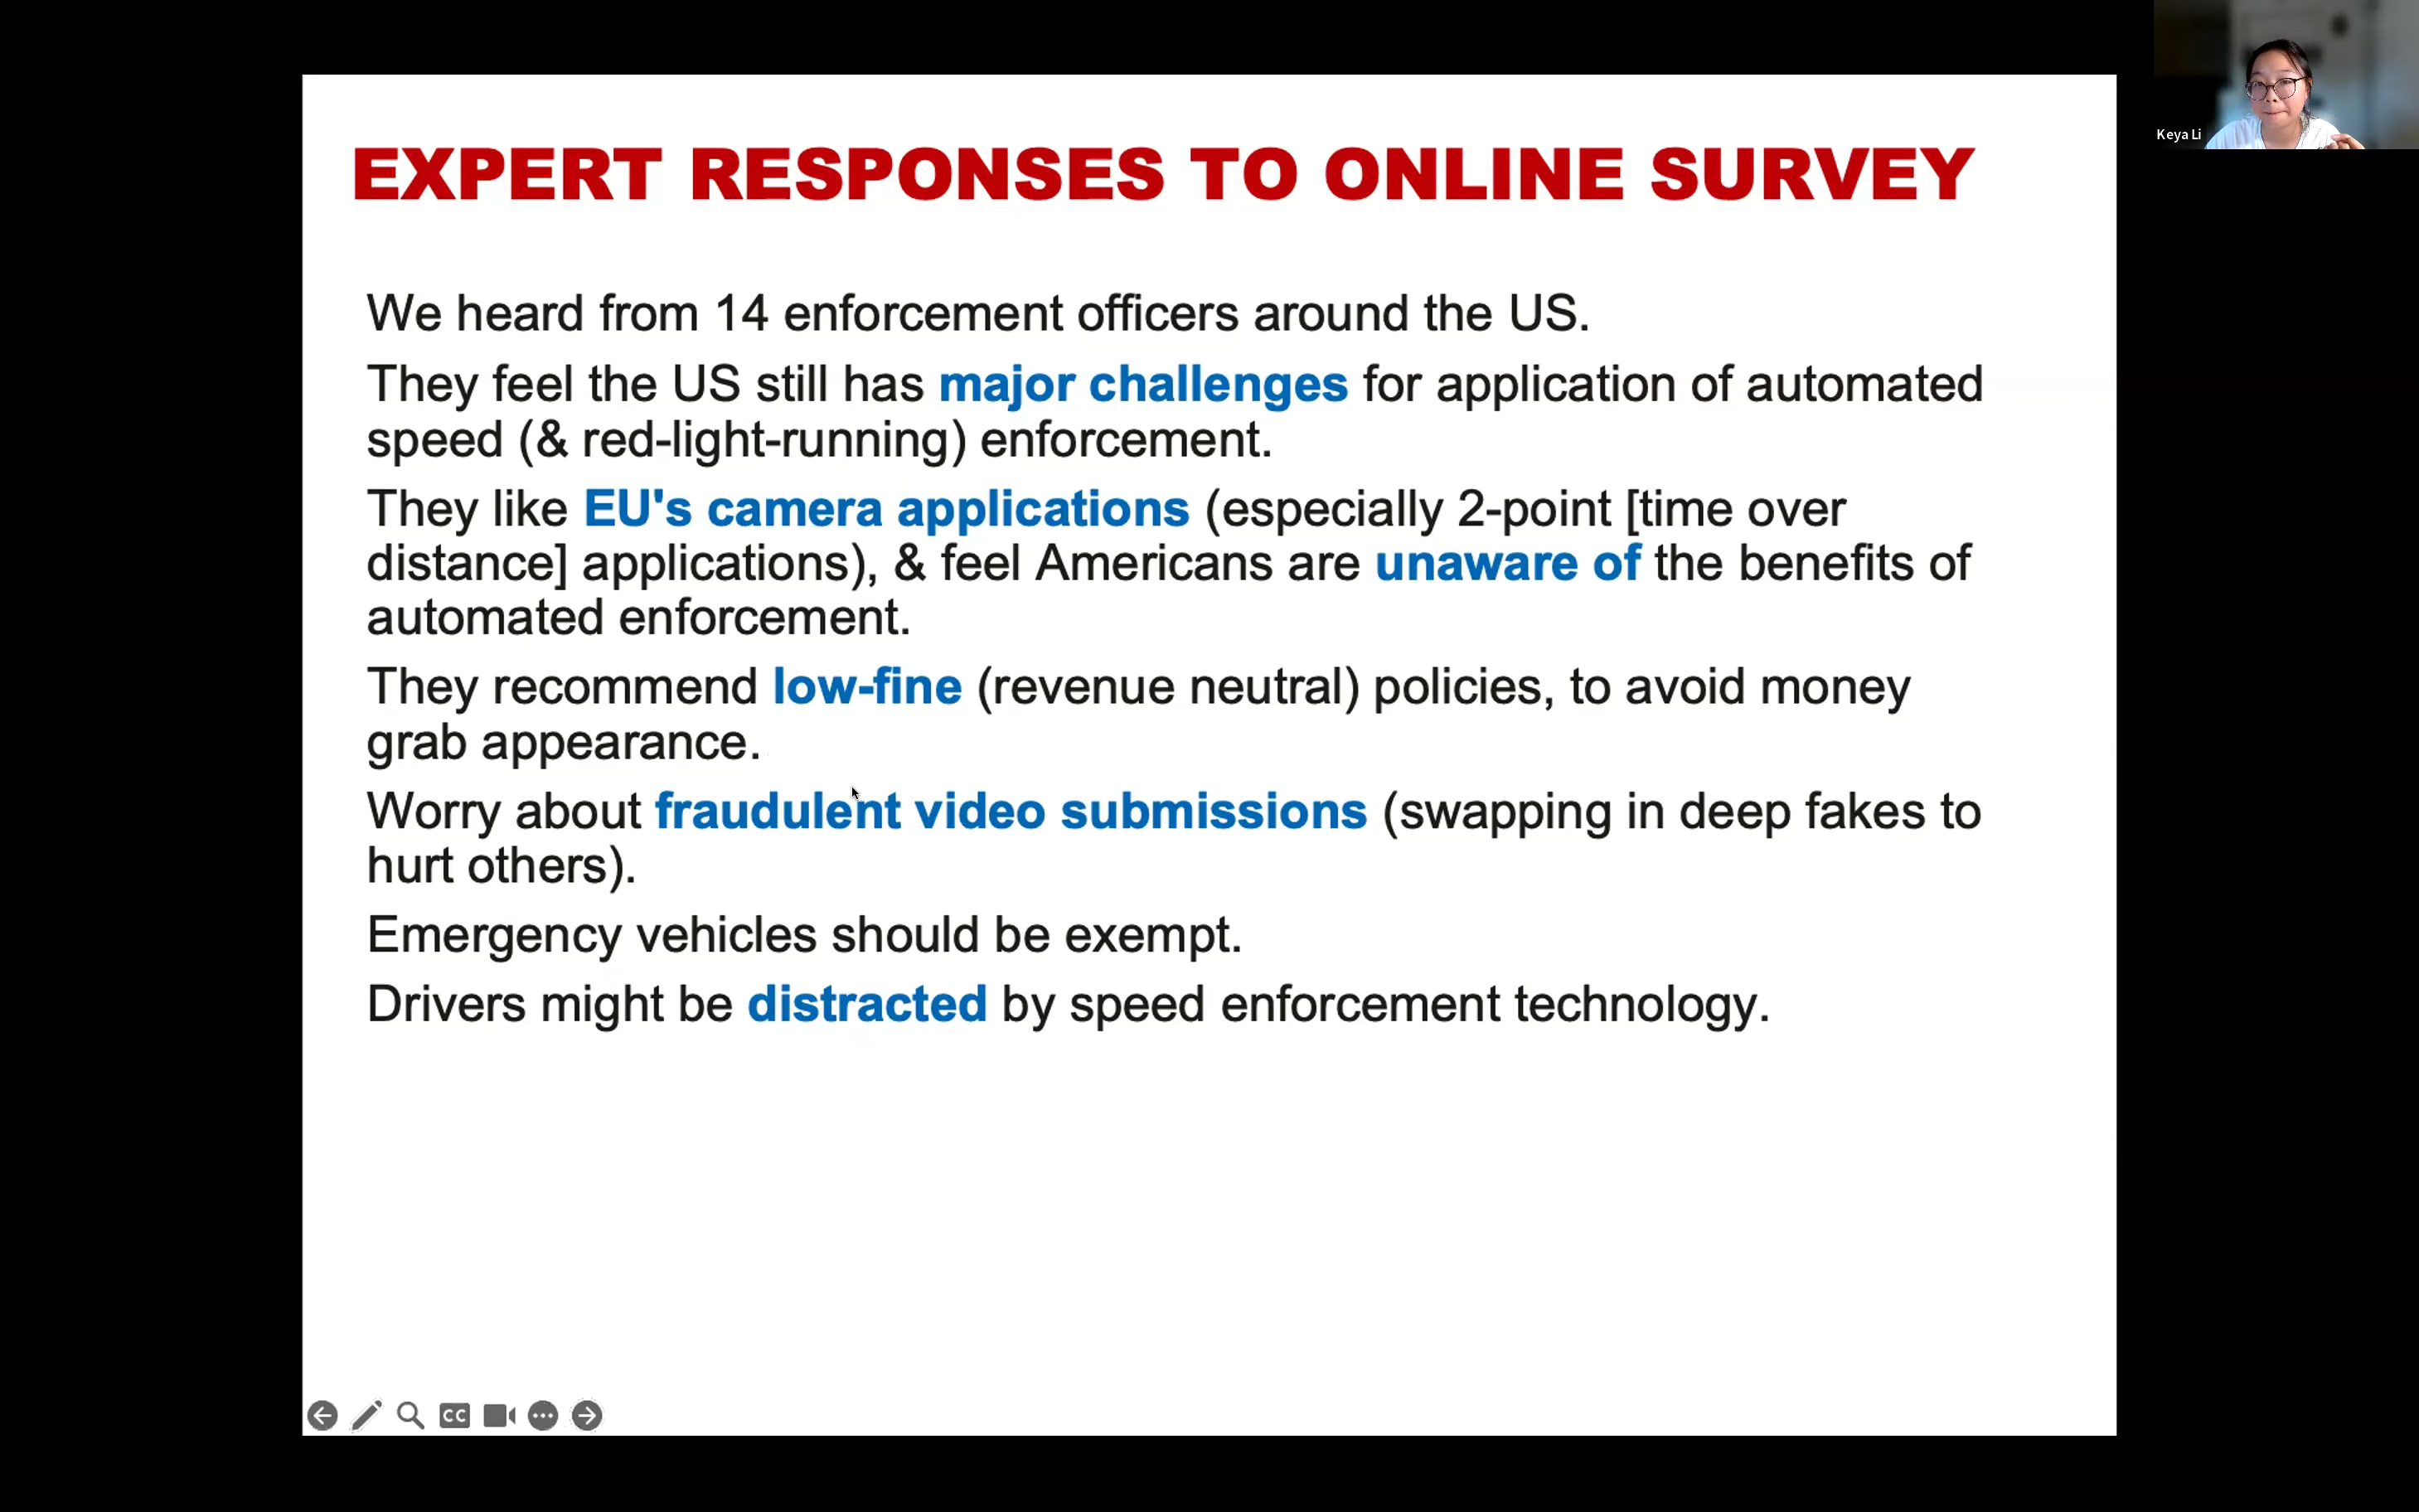 Keya Li
EXPERT RESPONSES TO ONLINE SURVEY
We heard from 14 enforcement officers around the US.
They feel the US still has major challenges for application of automated
speed (& red-light-running) enforcement.
They like EU's camera applications (especially 2-point [time over
distance] applications), & feel Americans are unaware of the benefits of
automated enforcement.
They recommend low-fine (revenue neutral) policies, to avoid money
grab appearance.
Worry about fraudulent video submissions (swapping in deep fakes to
hurt others).
Emergency vehicles should be exempt.
Drivers might be distracted by speed enforcement technology.
CC